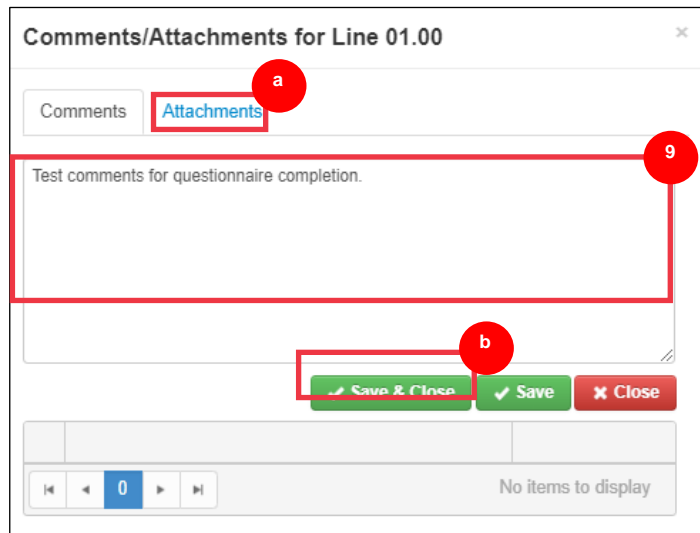 Comments/Attachments for Line 01.00
×
a
Comments Attachments
9
Test comments for questionnaire completion.
b
Save & Close Save Close
0 No items to display